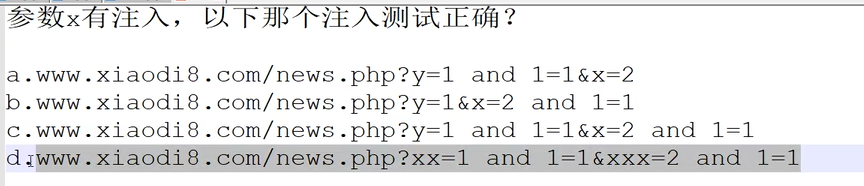 参数x有注入，以下那个注入测试正确？
a.www.xiaodi8.com/news.php?y=1 and 1=1&x=2
b.www.xiaodi8.com/news.php?y=1&x=2 and 1=1
c.www.xiaodi8.com/news.php?y=1 and 1=1&x=2 and 1=1
d.www.xiaodi8.com/news.php?xx=1 and 1=1&xxx=2 and 1=1